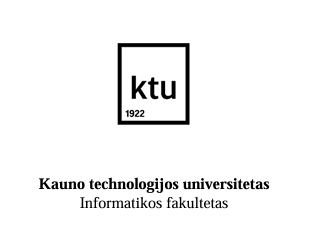 ktu
1922
Kauno technologijos universitetas
Informatikos fakultetas